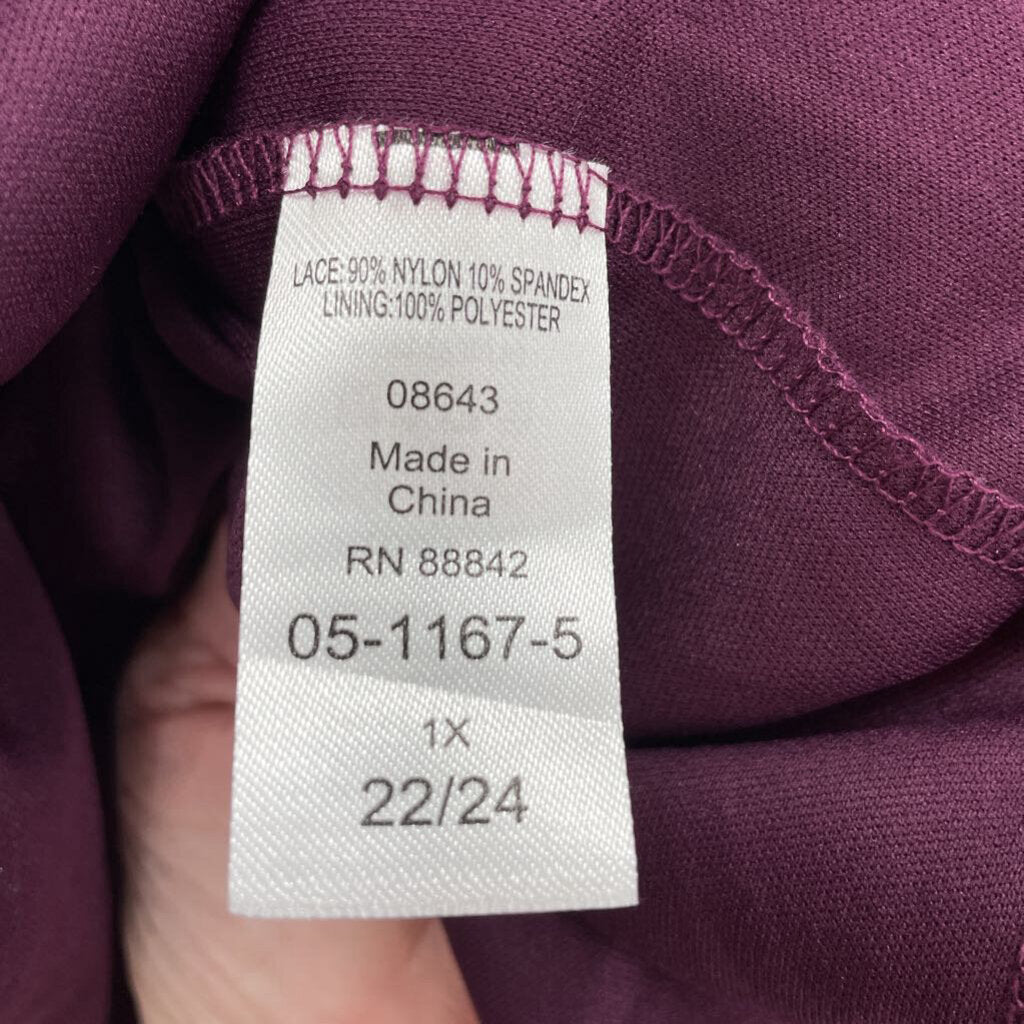 LACE: 90% NYLON 10% SPANDEX
LINING:100% POLYESTER
08643
Made in
China
RN 88842
05-1167-5
1X
22/24